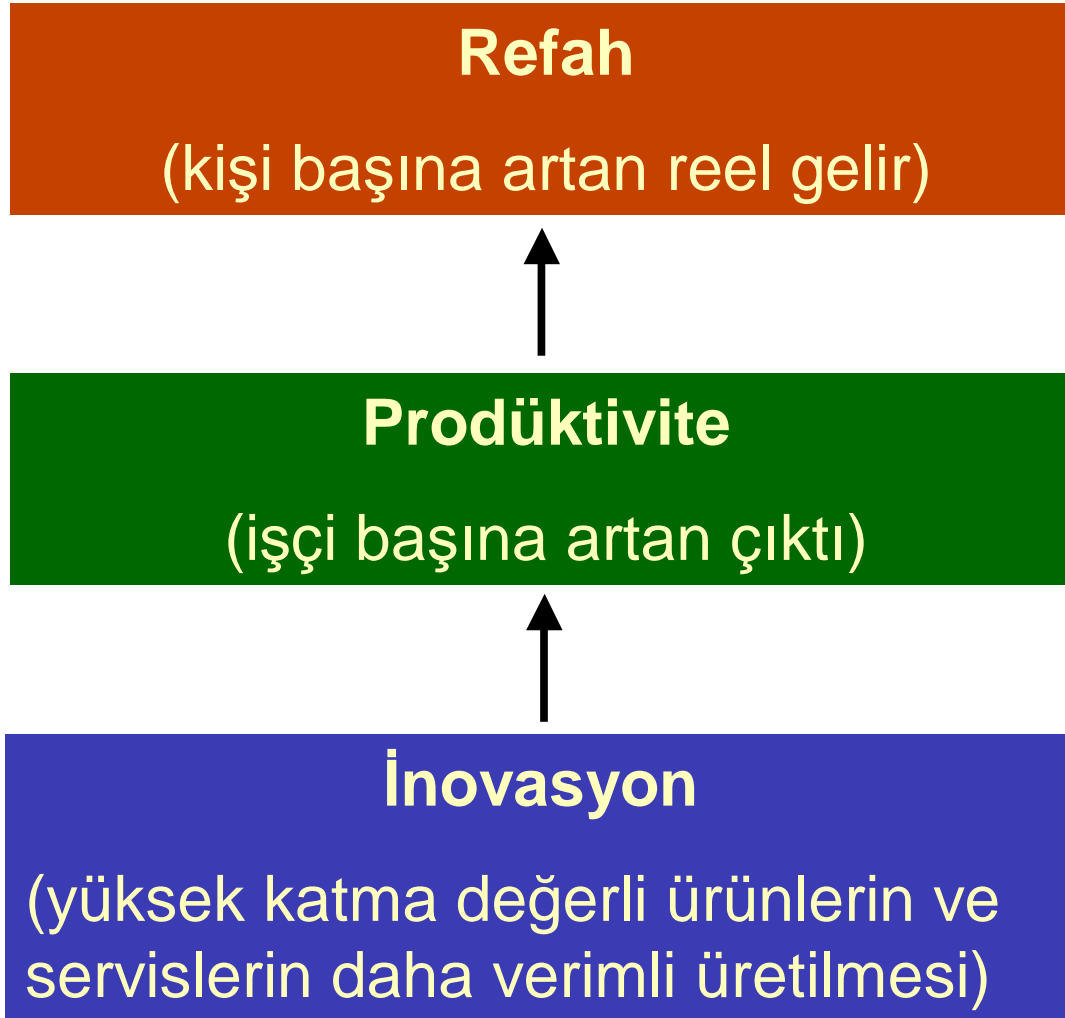 Refah
(kişi başına artan reel gelir)
Prodüktivite
(işçi başına artan çıktı)
İnovasyon
(yüksek katma değerli ürünlerin ve
servislerin daha verimli üretilmesi)